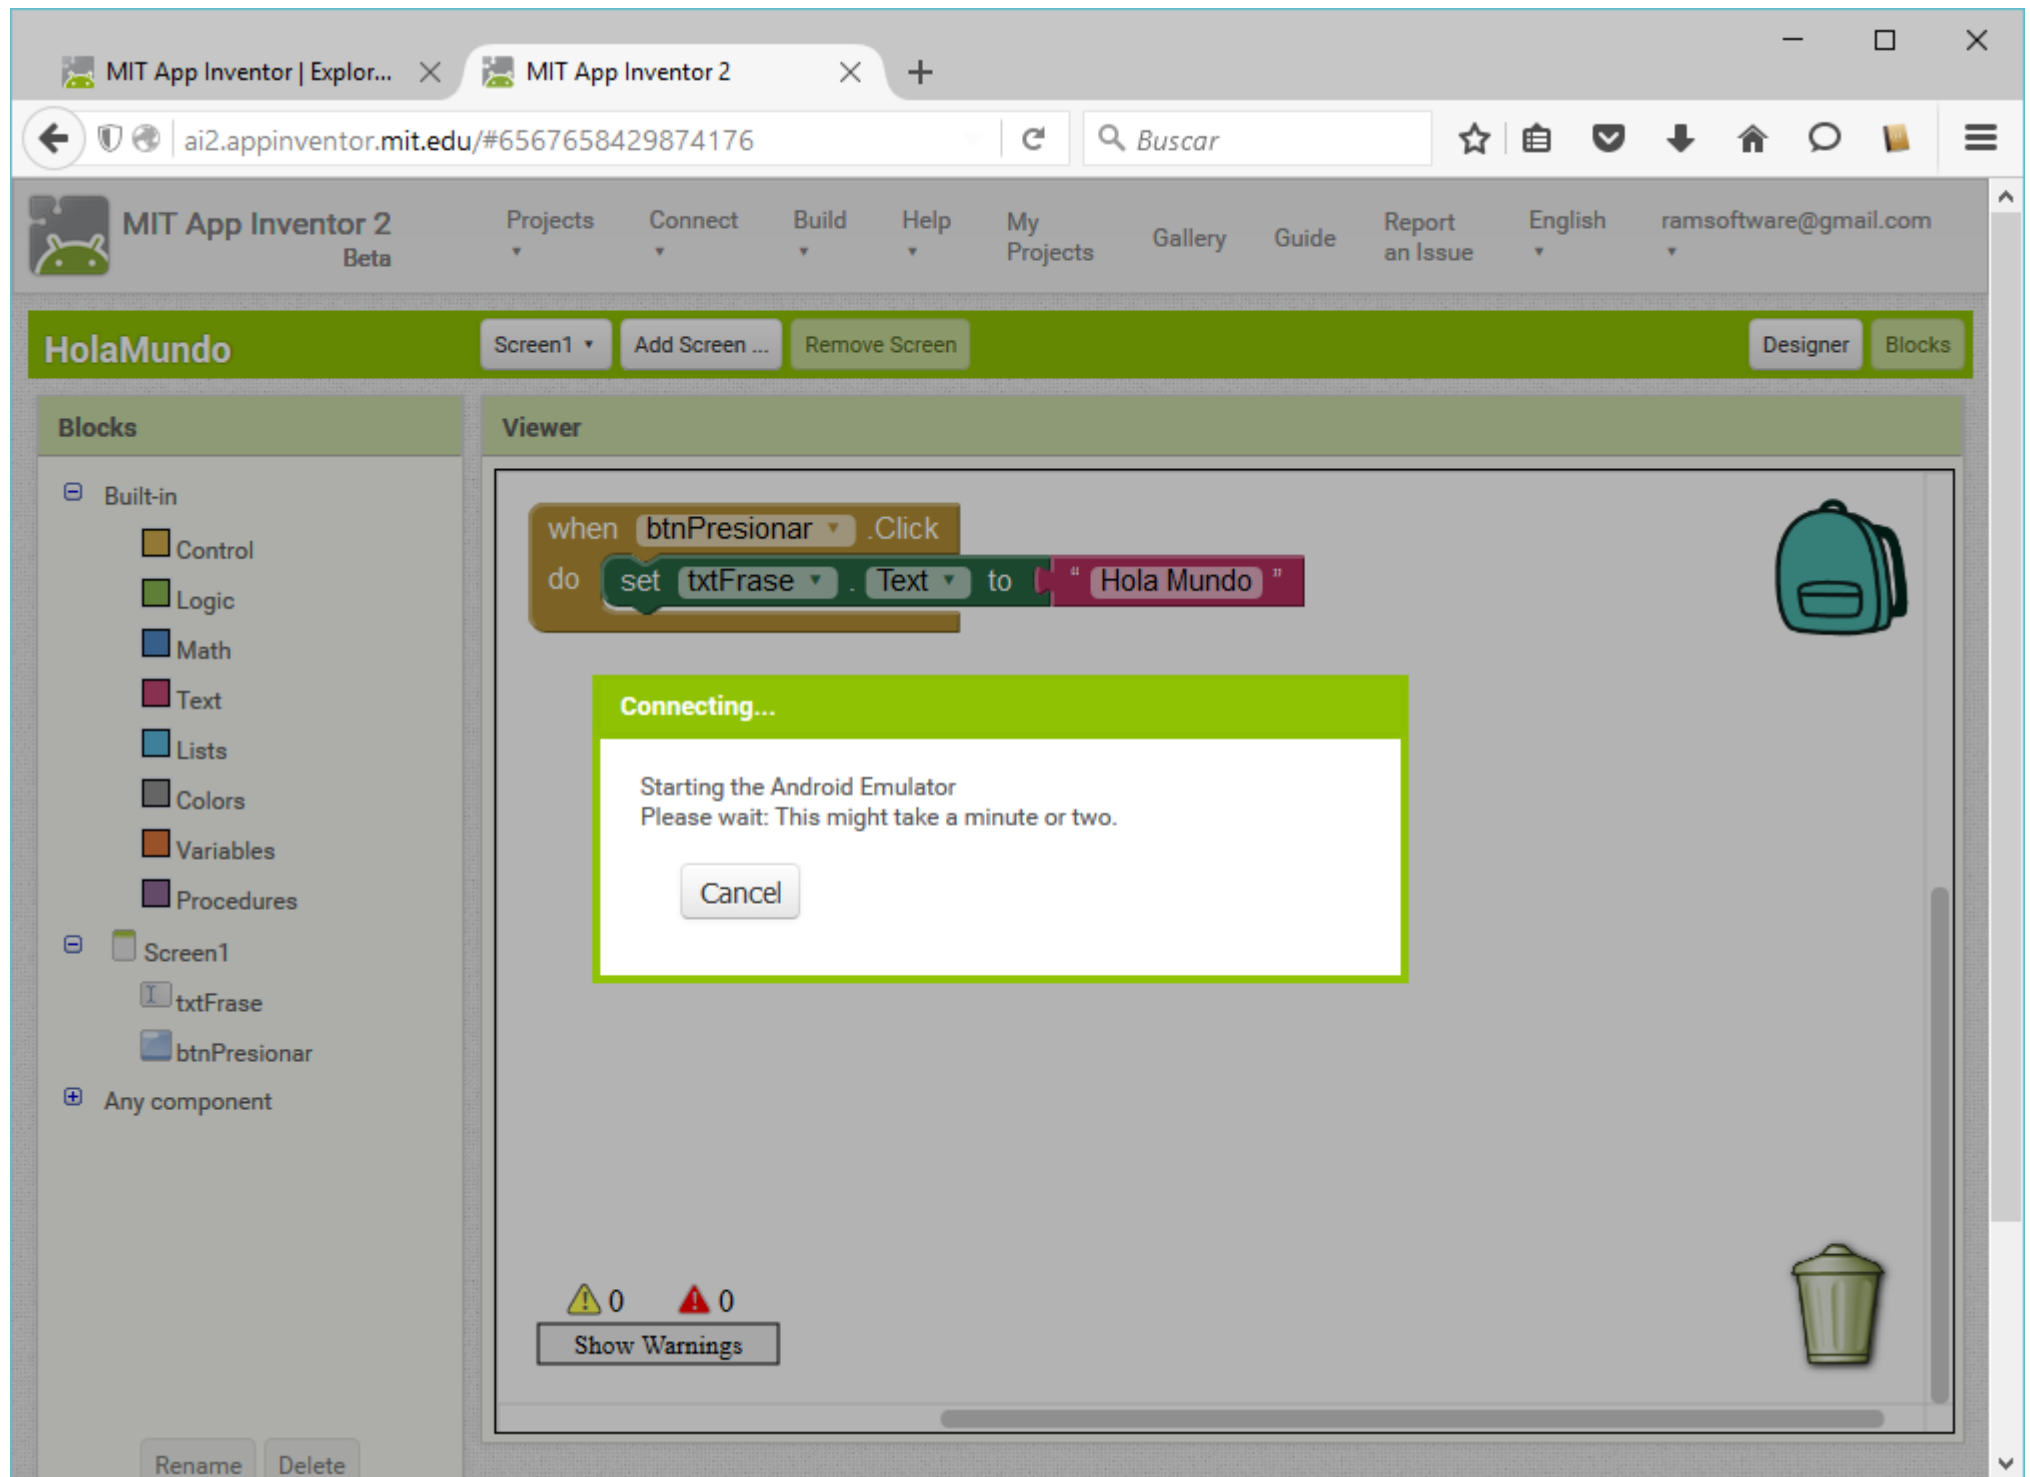 MIT App Inventor | Explor...
MIT App Inventor 2
ai2.appinventor.mit.edu/#6567658429874176
Buscar
MIT App Inventor 2
Beta
Projects
Connect
Build
Help
My
Projects
Gallery
Guide
Report
an Issue
English
ramsoftware@gmail.com
HolaMundo
Screen1
Add Screen ...
Remove Screen
Designer
Blocks
Blocks
Built-in
Control
Logic
Math
Text
Lists
Colors
Variables
Procedures
Screen1
txtFrase
btnPresionar
Any component
Rename
Delete
Viewer
when btnPresionar .Click
do set txtFrase . Text to “ Hola Mundo ”
Connecting...
Starting the Android Emulator
Please wait: This might take a minute or two.
Cancel
0 0
Show Warnings